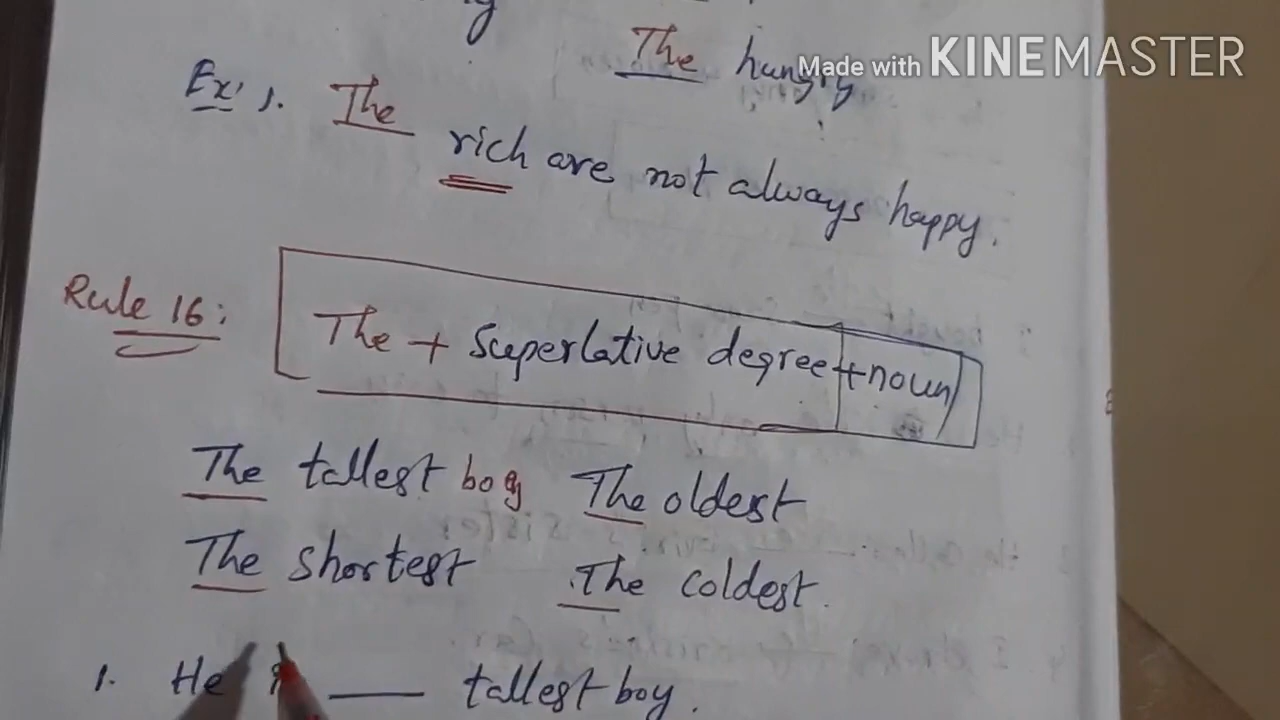 The hungry
Made with KINEMASTER
Ex: 1. The rich are not always happy.
Rule 16: The + Superlative degree + noun
The tallest boy The oldest
The shortest The coldest.
1. He ____ tallest boy.